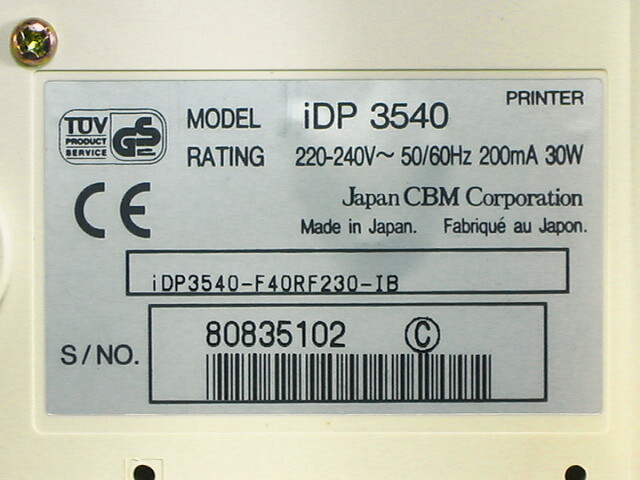 PRINTER
TÜV
PRODUCT
SERVICE
GS
MODEL iDP 3540
RATING 220-240V~ 50/60Hz 200mA 30W
CE
Japan CBM Corporation
Made in Japan. Fabriqué au Japon.
iDP3540-F40RF230-IB
S/NO. 80835102 Ⓒ